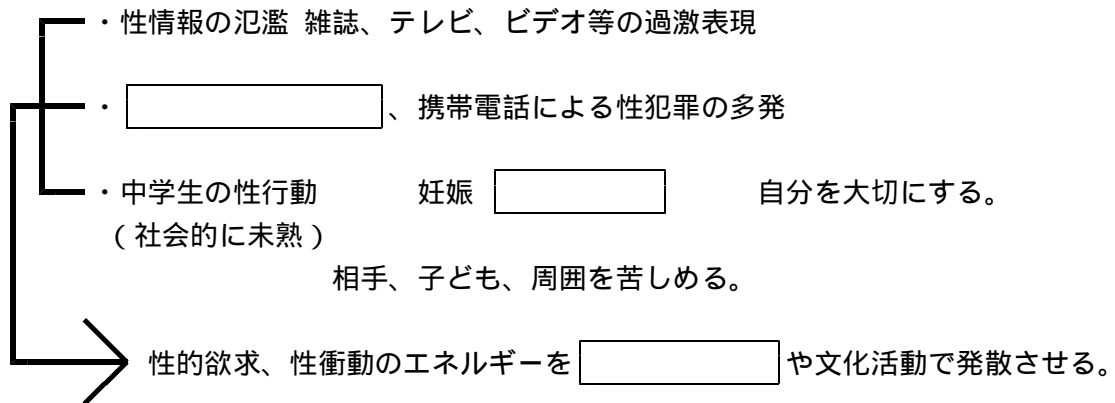 ・性情報の氾濫 雑誌、テレビ、ビデオ等の過激表現
・ 、携帯電話による性犯罪の多発
・中学生の性行動 妊娠 自分を大切にする。
(社会的に未熟)
相手、子ども、周囲を苦しめる。
性的欲求、性衝動のエネルギーを や文化活動で発散させる。